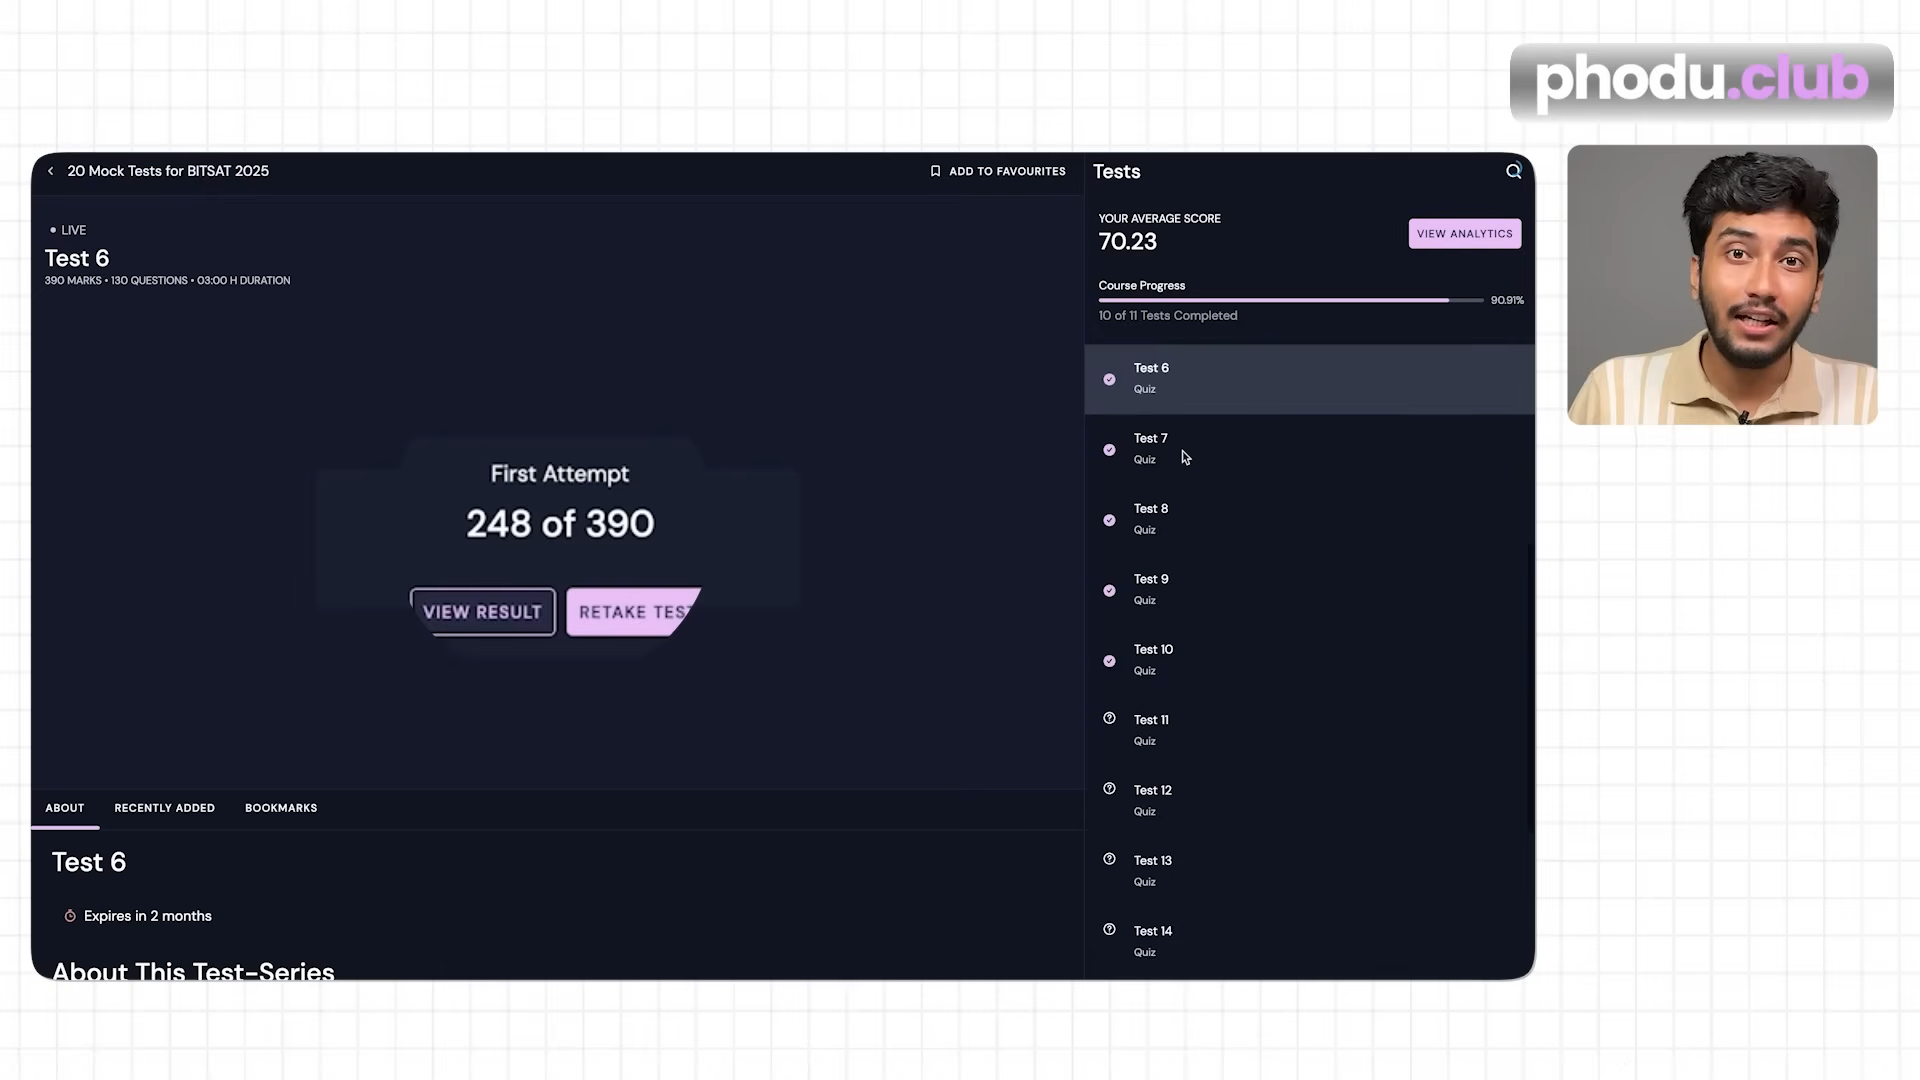 phodu.club
20 Mock Tests for BITSAT 2025
ADD TO FAVOURITES
• LIVE
Test 6
390 MARKS • 130 QUESTIONS • 03:00 H DURATION
First Attempt
248 of 390
VIEW RESULT
RETAKE TEST
ABOUT
RECENTLY ADDED
BOOKMARKS
Test 6
Expires in 2 months
About This Test-Series
Tests
YOUR AVERAGE SCORE
70.23
VIEW ANALYTICS
Course Progress
90.91%
10 of 11 Tests Completed
Test 6
Quiz
Test 7
Quiz
Test 8
Quiz
Test 9
Quiz
Test 10
Quiz
Test 11
Quiz
Test 12
Quiz
Test 13
Quiz
Test 14
Quiz